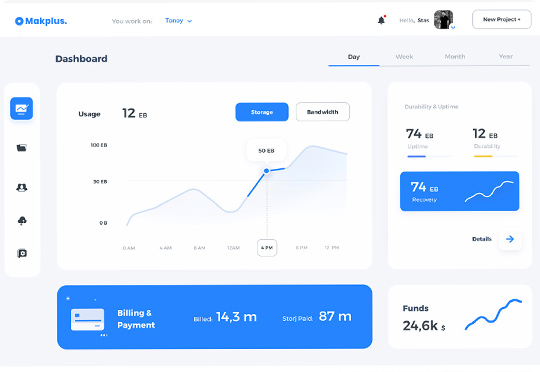 Makplus.
You work on: Tonay
Hello, Stas
New Project +
Dashboard
Day Week Month Year
Usage 12 EB
Storage Bandwidth
100 EB
50 EB
0 B
50 EB
0 AM 4 AM 8 AM 12 AM 4 PM 8 PM 12 PM
Durability & Uptime
74 EB
Uptime
12 EB
Durability
74 EB
Recovery
Details
Billing &
Payment
Billed: 14,3 m
Storj Paid: 87 m
Funds
24,6k $